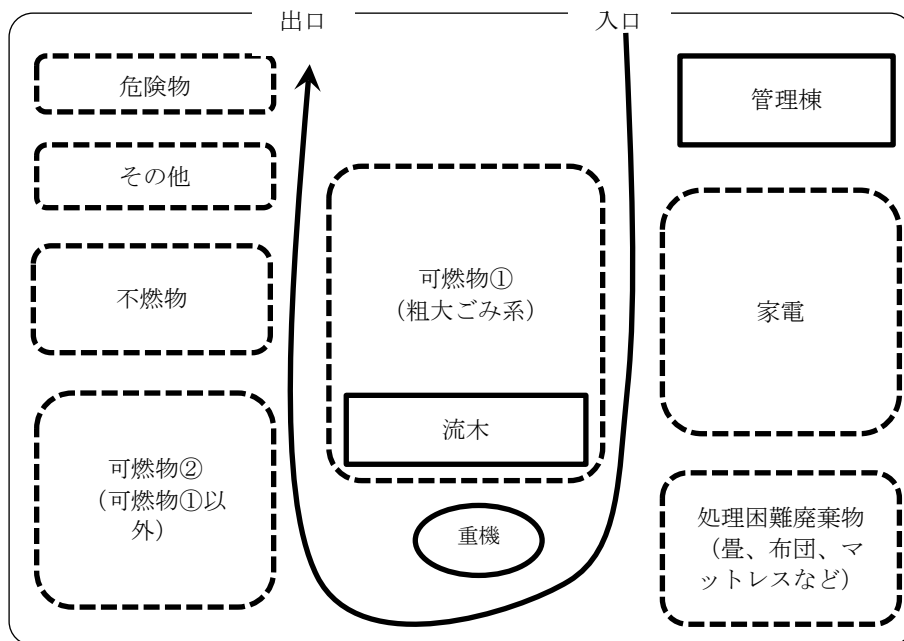 出口
入口
危険物
管理棟
その他
可燃物①
（粗大ごみ系）
不燃物
家電
流木
可燃物②
（可燃物①以
外）
重機
処理困難廃棄物
（畳、布団、マ
ットレスなど）